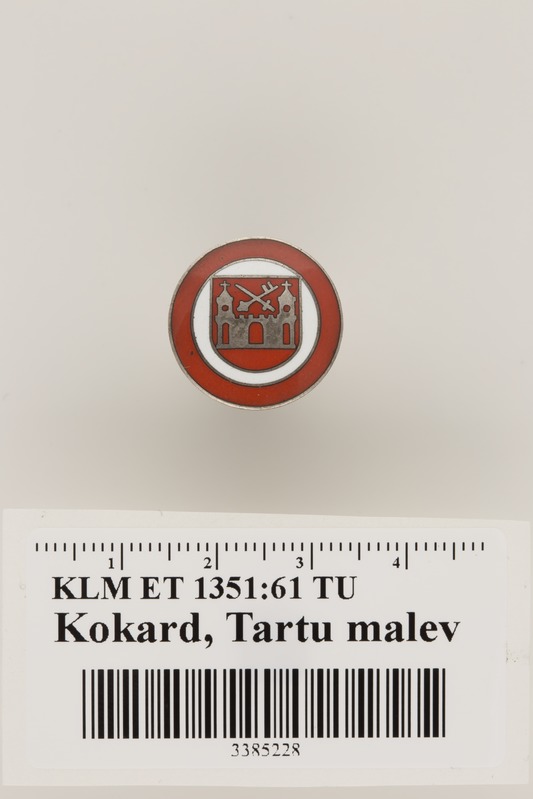 1 2 3 4
KLM ET 1351:61 TU
Kokard, Tartu malev
3385228